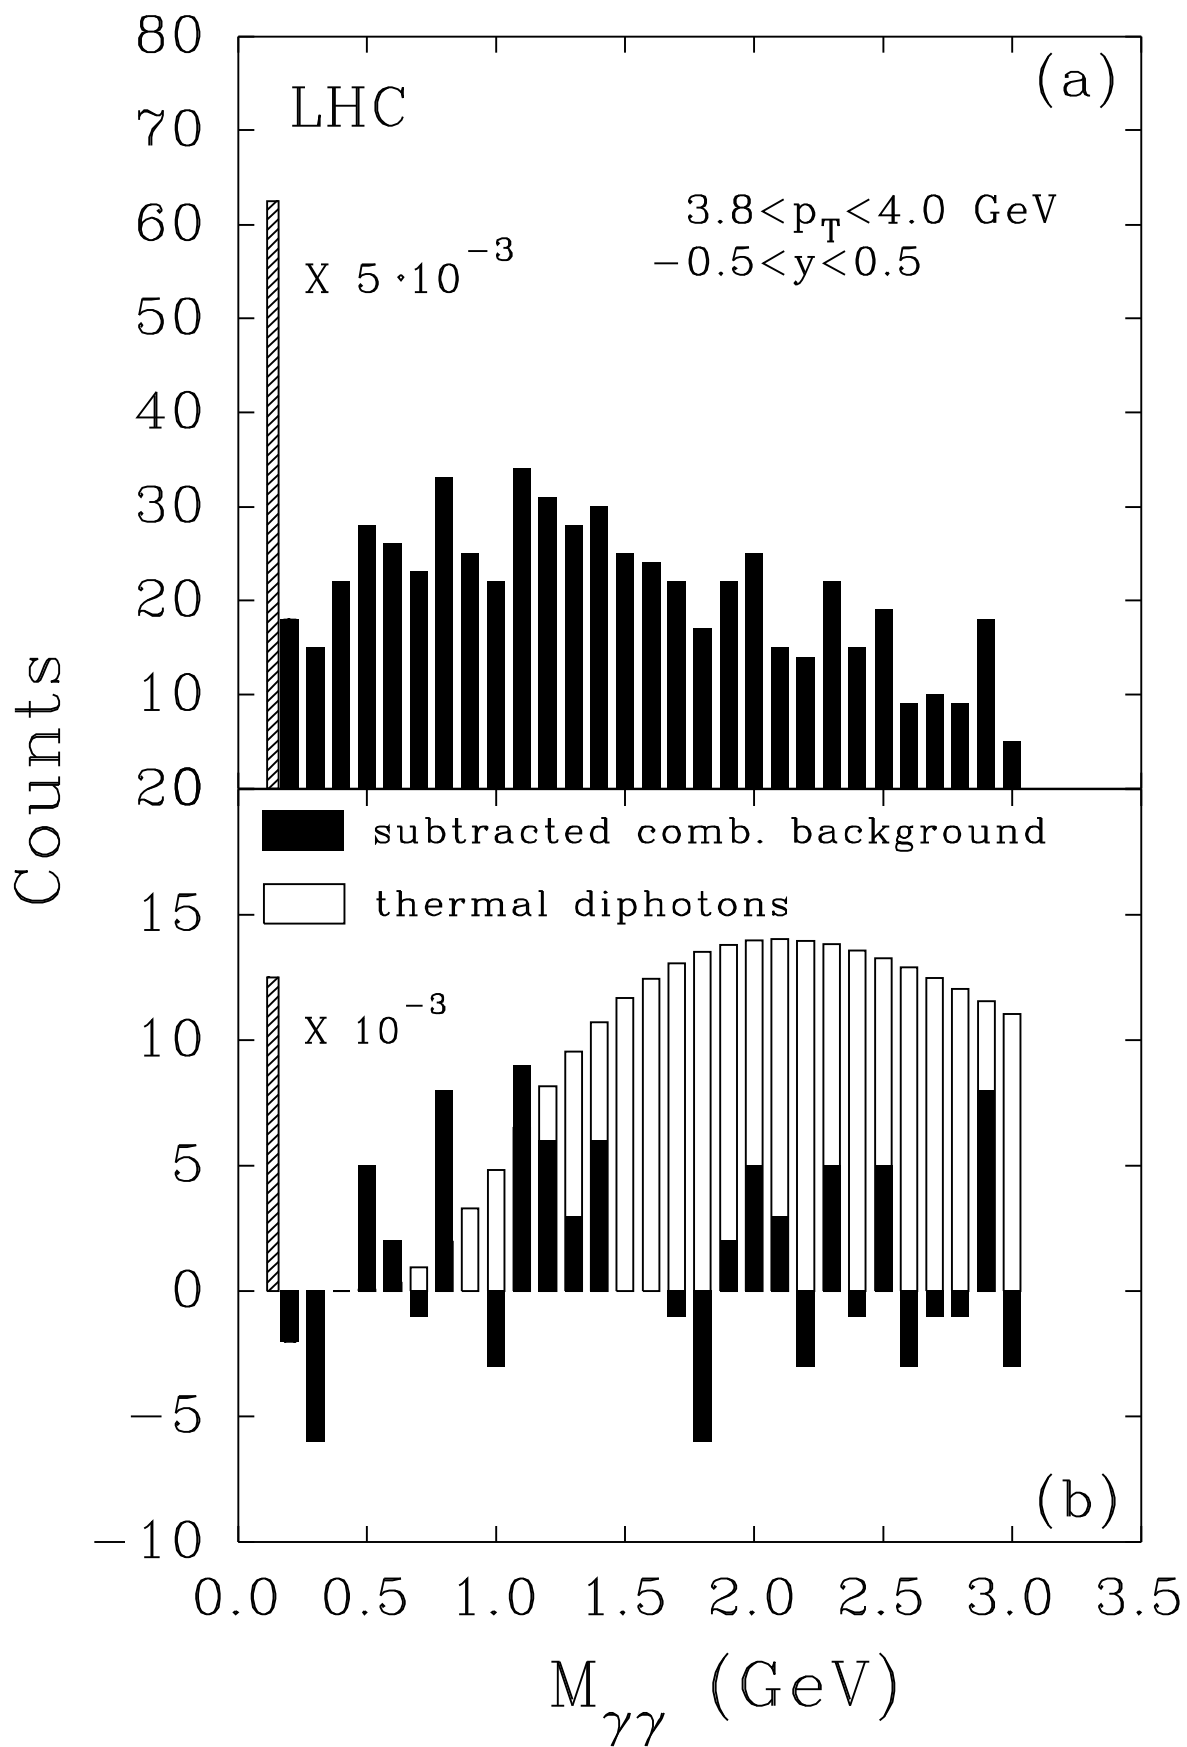 80
(a)
LHC
70
60
3.8<p_T<4.0 GeV
-0.5<y<0.5
X 5·10^-3
50
40
30
20
10
20
Counts
subtracted comb. background
thermal diphotons
15
X 10^-3
10
5
0
-5
(b)
-10
0.0 0.5 1.0 1.5 2.0 2.5 3.0 3.5
M_γγ (GeV)